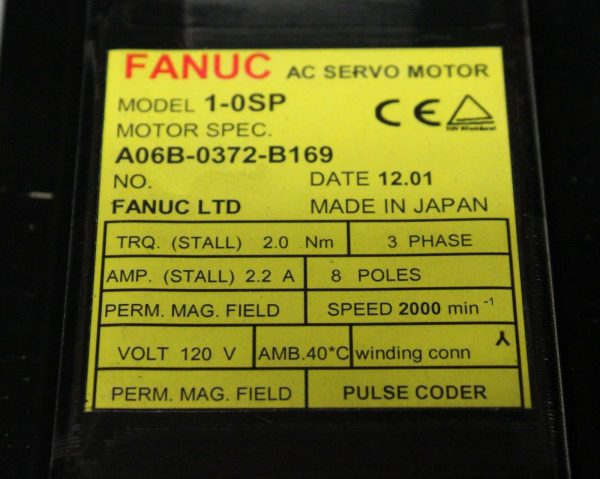 FANUC AC SERVO MOTOR
MODEL 1-0SP
MOTOR SPEC.
A06B-0372-B169
NO. DATE 12.01
FANUC LTD MADE IN JAPAN
TRQ. (STALL) 2.0 Nm 3 PHASE
AMP. (STALL) 2.2 A 8 POLES
PERM. MAG. FIELD SPEED 2000 min⁻¹
VOLT 120 V AMB.40*C winding conn
PERM. MAG. FIELD PULSE CODER
CE